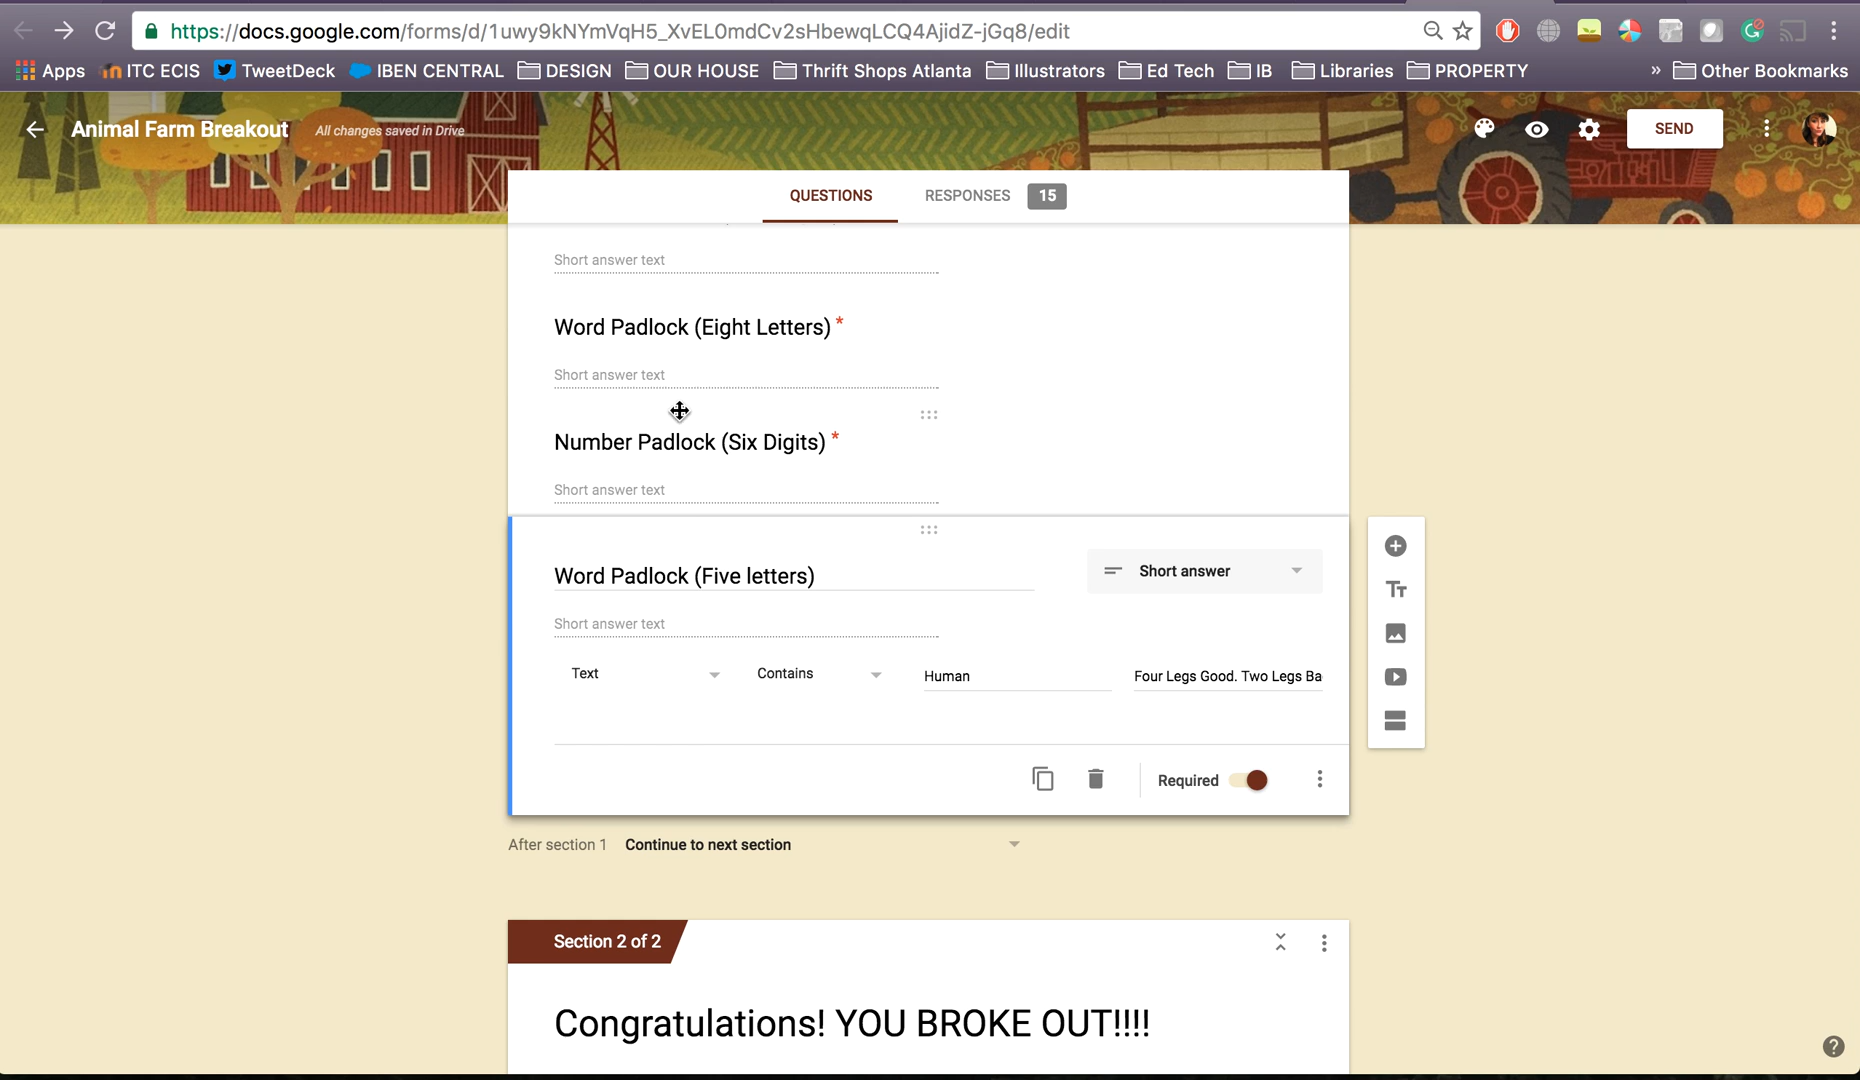 https://docs.google.com/forms/d/1uwy9kNYmVqH5_XvEL0mdCv2sHbewqLCQ4AjidZ-jGq8/edit
Apps ITC ECIS TweetDeck IBEN CENTRAL DESIGN OUR HOUSE Thrift Shops Atlanta Illustrators Ed Tech IB Libraries PROPERTY » Other Bookmarks
Animal Farm Breakout All changes saved in Drive SEND
QUESTIONS RESPONSES 15
Short answer text
Word Padlock (Eight Letters) *
Short answer text
Number Padlock (Six Digits) *
Short answer text
Word Padlock (Five letters) Short answer
Short answer text
Text Contains Human Four Legs Good. Two Legs Ba
Required
After section 1 Continue to next section
Section 2 of 2
Congratulations! YOU BROKE OUT!!!!